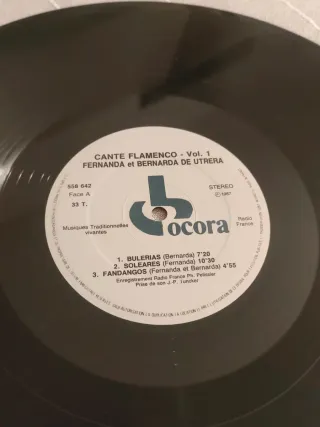 CANTE FLAMENCO - Vol. 1
FERNANDA et BERNARDA DE UTRERA
558 642
Face A
33 T.
STEREO
Ⓟ 1987
ocora
Musiques Traditionnelles
vivantes
Radio
France
1. BULERIAS (Bernarda) 7'20
2. SOLEARES (Fernanda) 10'30
3. FANDANGOS (Fernanda et Bernarda) 4'55
Enregistrement Radio France Ph. Pélissier
Prise de son J.-P.